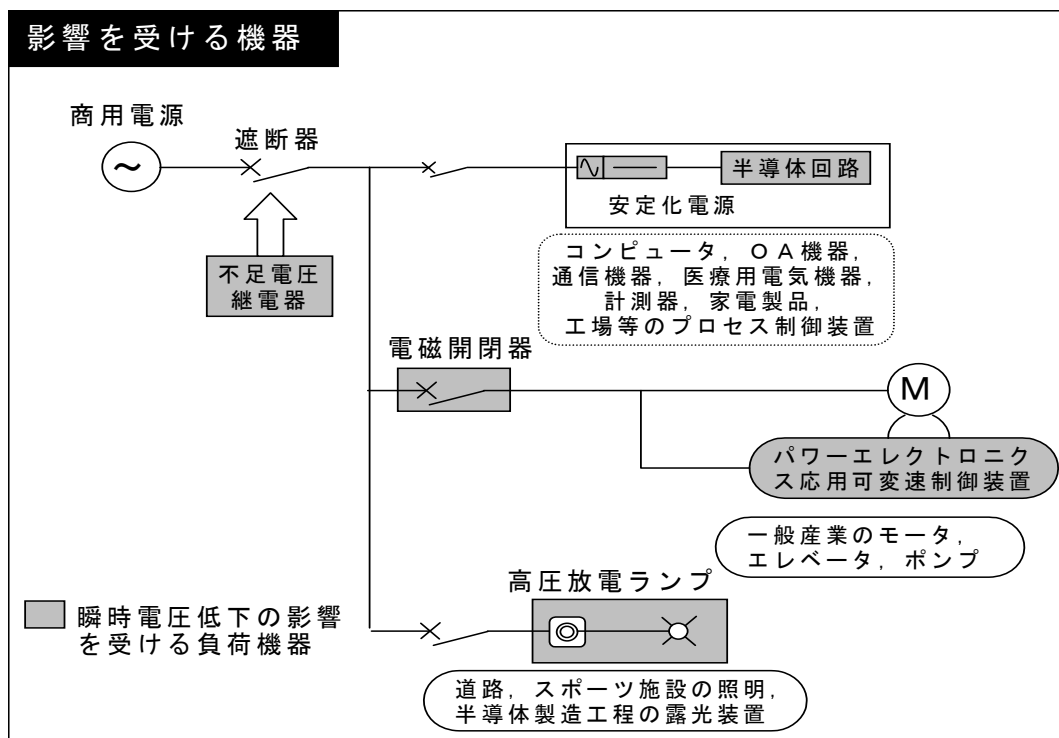 影響を受ける機器
商用電源
遮断器
~
半導体回路
安定化電源
不足電圧
継電器
コンピュータ，ＯＡ機器，
通信機器，医療用電気機器，
計測器，家電製品，
工場等のプロセス制御装置
電磁開閉器
M
パワーエレクトロニク
ス応用可変速制御装置
一般産業のモータ，
エレベータ，ポンプ
高圧放電ランプ
瞬時電圧低下の影響
を受ける負荷機器
道路，スポーツ施設の照明，
半導体製造工程の露光装置